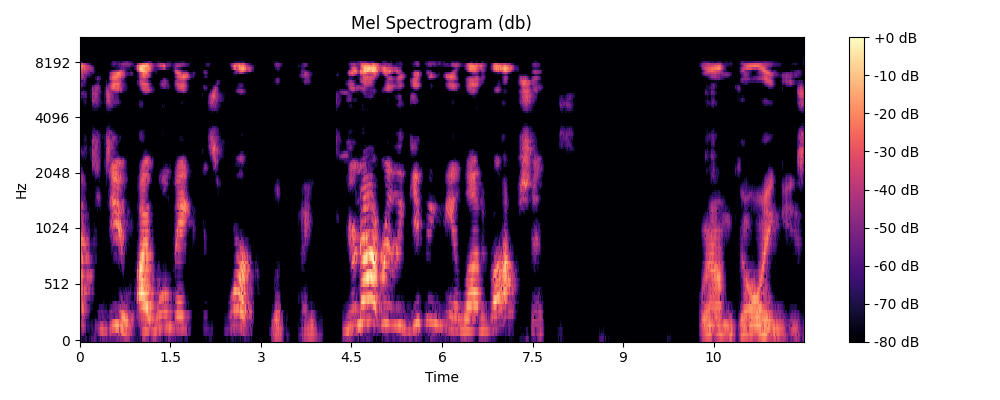 Mel Spectrogram (db)
+0 dB
8192
-10 dB
4096
-20 dB
-30 dB
2048
Hz
-40 dB
1024
-50 dB
-60 dB
512
-70 dB
0
-80 dB
0 1.5 3 4.5 6 7.5 9 10
Time